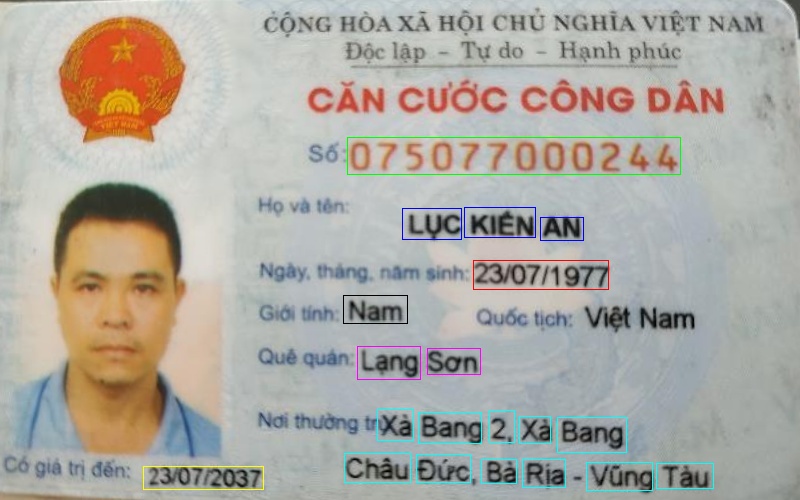 CỘNG HÒA XÃ HỘI CHỦ NGHĨA VIỆT NAM
Độc lập - Tự do - Hạnh phúc
CĂN CƯỚC CÔNG DÂN
Số: 075077000244
Họ và tên:
LỤC KIẾN AN
Ngày, tháng, năm sinh: 23/07/1977
Giới tính: Nam Quốc tịch: Việt Nam
Quê quán: Lạng Sơn
Nơi thường trú: Xà Bang 2, Xà Bang
Châu Đức, Bà Rịa - Vũng Tàu
Có giá trị đến: 23/07/2037